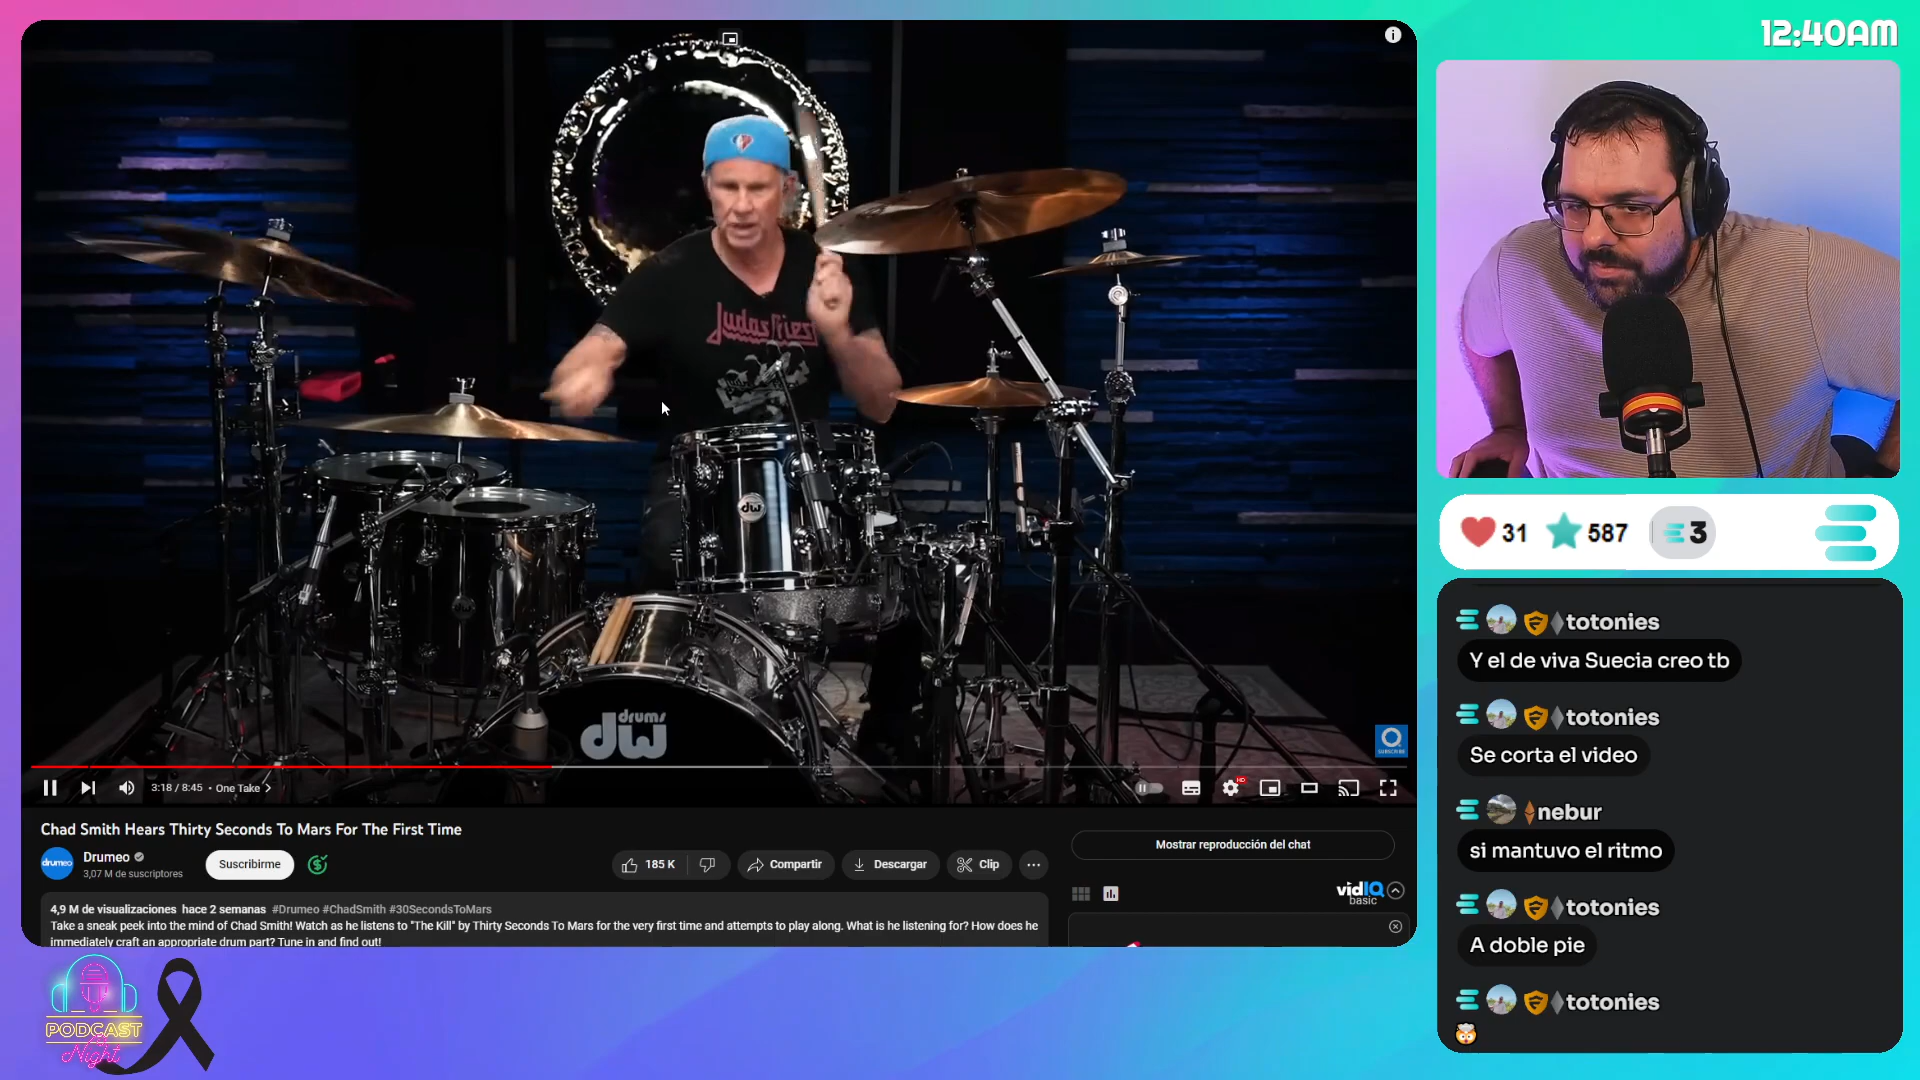 12:40AM
Judas Priest
dw
drums
dw
SUBSCRIBE
3:18 / 8:45 • One Take
HD
Chad Smith Hears Thirty Seconds To Mars For The First Time
drumeo
Drumeo
3,07 M de suscriptores
Suscribirme
185 K
Compartir
Descargar
Clip
Mostrar reproducción del chat
vidIQ
basic
4,9 M de visualizaciones hace 2 semanas #Drumeo #ChadSmith #30SecondsToMars
Take a sneak peek into the mind of Chad Smith! Watch as he listens to "The Kill" by Thirty Seconds To Mars for the very first time and attempts to play along. What is he listening for? How does he
immediately craft an appropriate drum part? Tune in and find out!
PODCAST
Night
31
587
3
totonies
Y el de viva Suecia creo tb
totonies
Se corta el video
nebur
si mantuvo el ritmo
totonies
A doble pie
totonies